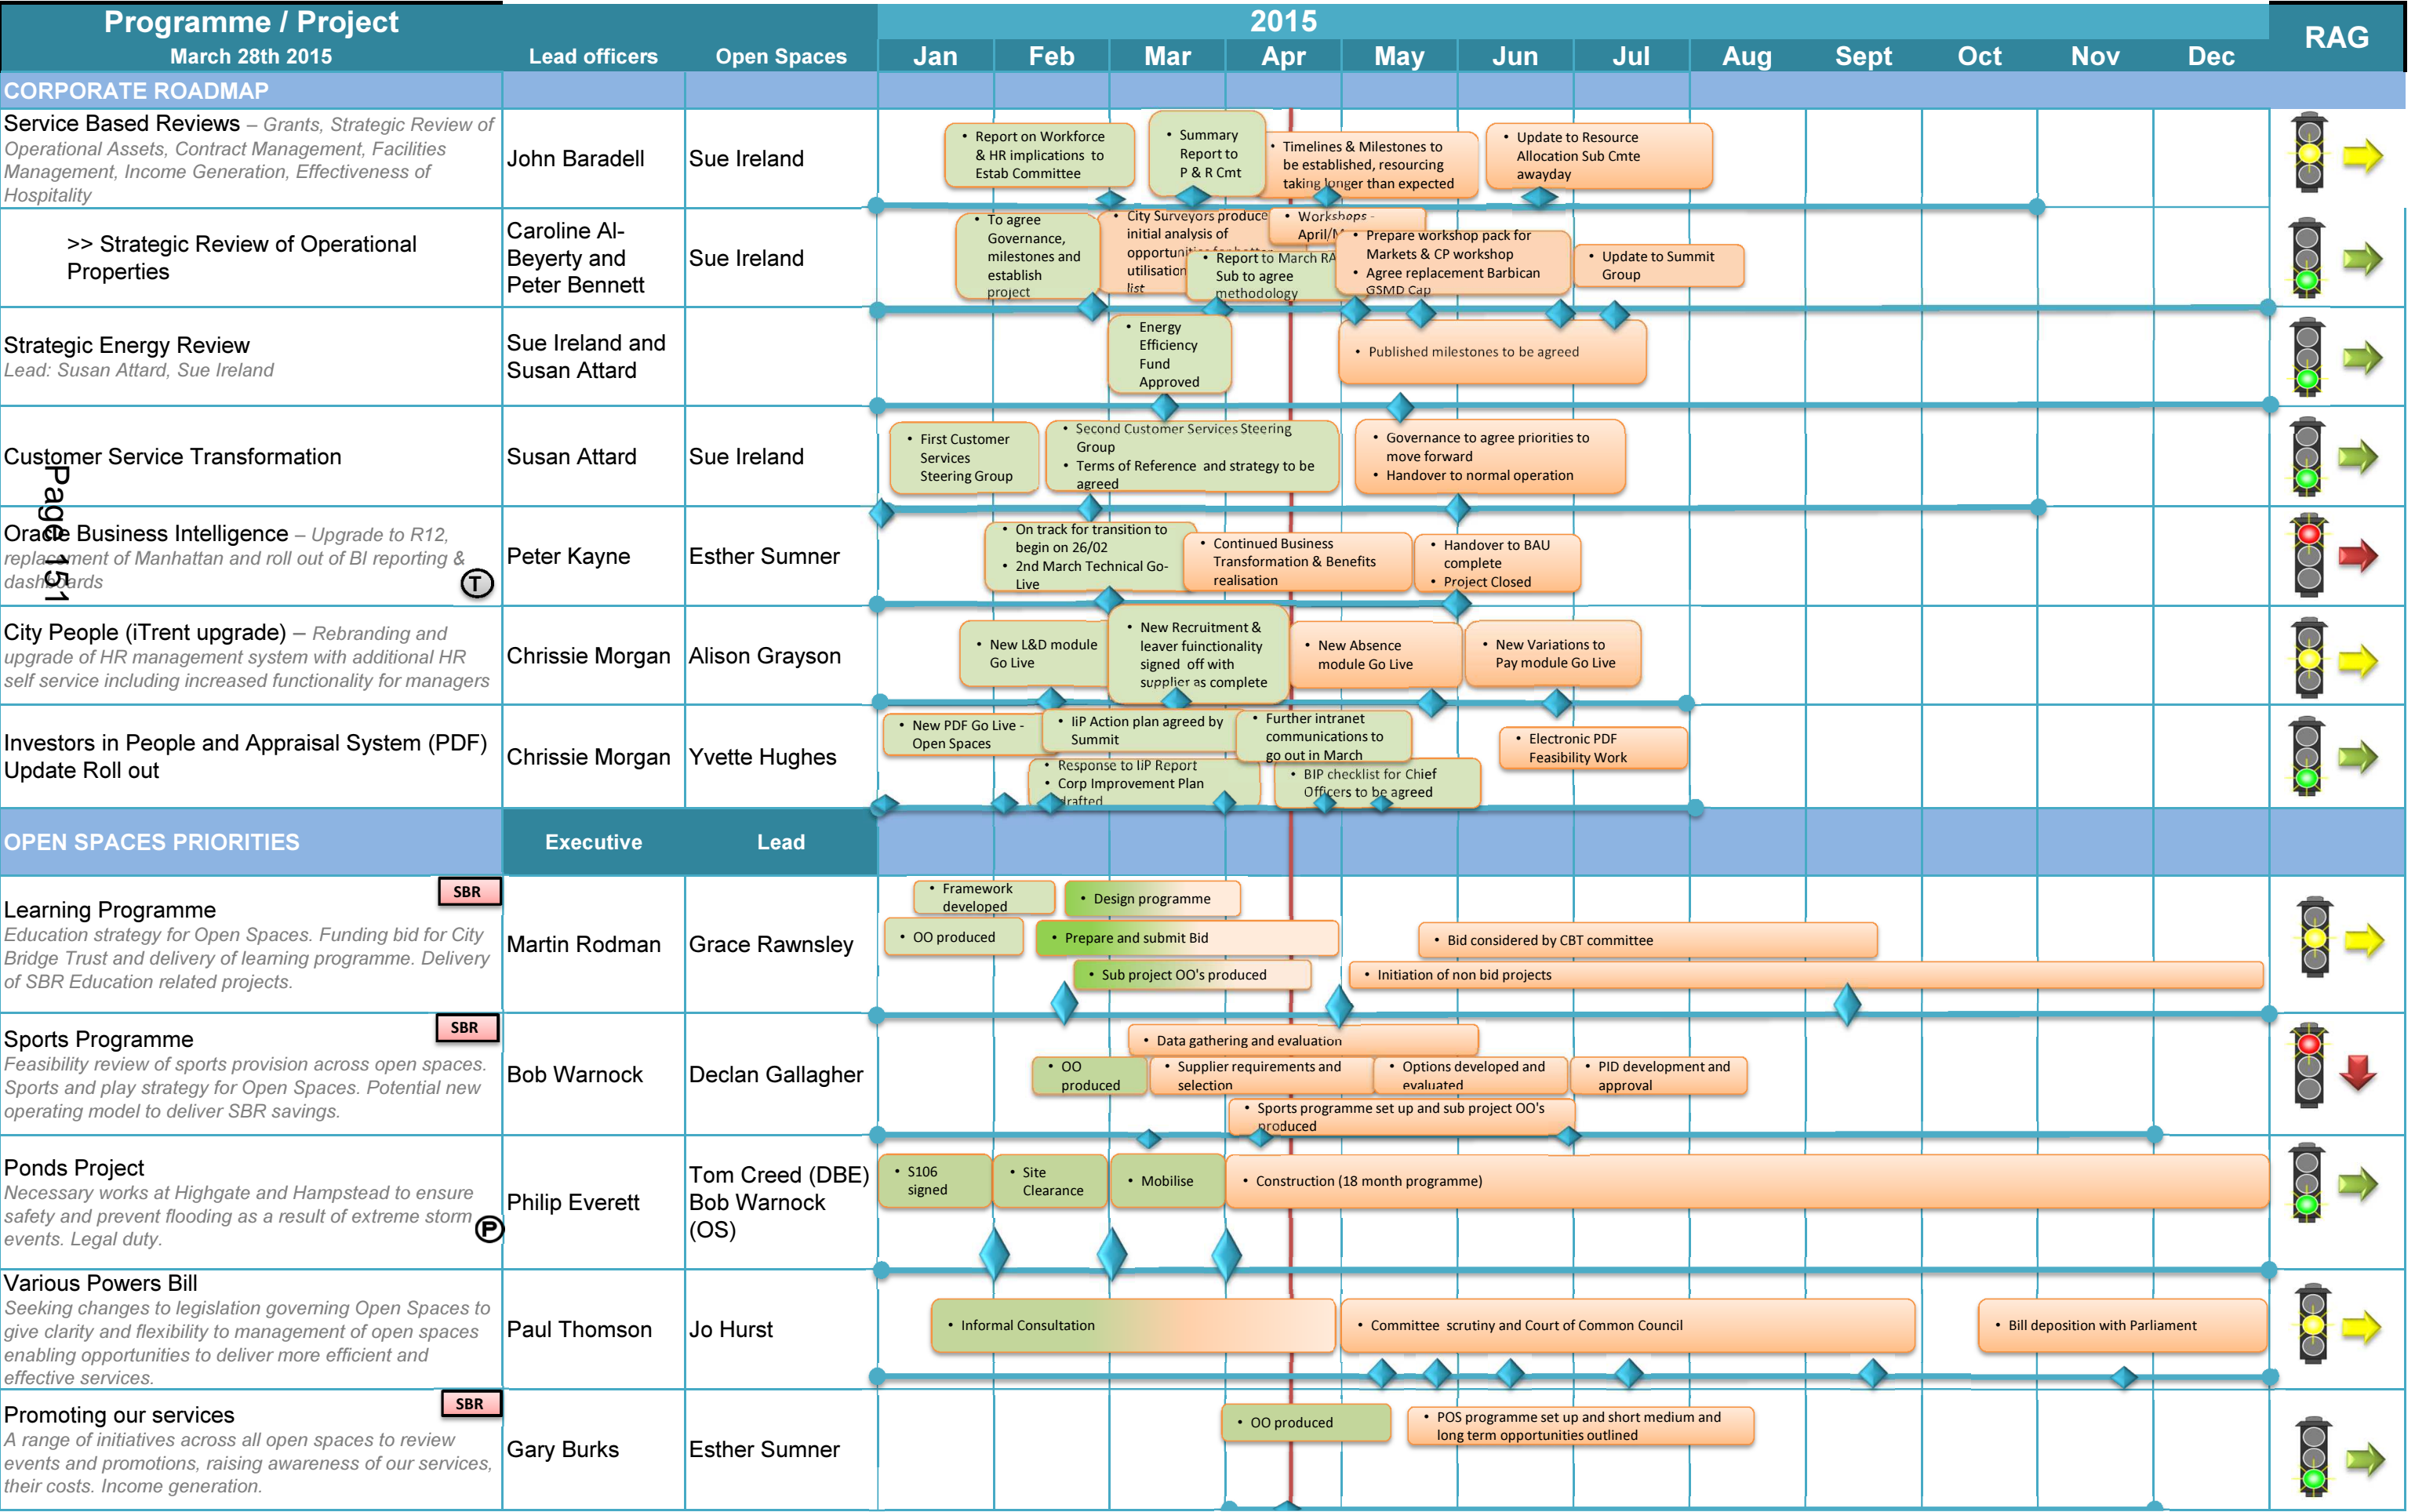 Programme / Project
March 28th 2015
Lead officers
Open Spaces
2015
Jan Feb Mar Apr May Jun Jul Aug Sept Oct Nov Dec
RAG
CORPORATE ROADMAP
Service Based Reviews – Grants, Strategic Review of
Operational Assets, Contract Management, Facilities
Management, Income Generation, Effectiveness of
Hospitality
John Baradell
Sue Ireland
• Report on Workforce
& HR implications to
Estab Committee
• Summary
Report to
P & R Cmt
• Timelines & Milestones to
be established, resourcing
taking longer than expected
• Update to Resource
Allocation Sub Cmte
awayday
>> Strategic Review of Operational
Properties
Caroline Al-
Beyerty and
Peter Bennett
Sue Ireland
• To agree
Governance,
milestones and
establish
project
• City Surveyors produce
initial analysis of
opportunities for better
utilisation
list
• Report to March RA
Sub to agree
methodology
• Workshops -
April/M
• Prepare workshop pack for
Markets & CP workshop
• Agree replacement Barbican
GSMD Cap
• Update to Summit
Group
Strategic Energy Review
Lead: Susan Attard, Sue Ireland
Sue Ireland and
Susan Attard
• Energy
Efficiency
Fund
Approved
• Published milestones to be agreed
Customer Service Transformation
Susan Attard
Sue Ireland
• First Customer
Services
Steering Group
• Second Customer Services Steering
Group
• Terms of Reference and strategy to be
agreed
• Governance to agree priorities to
move forward
• Handover to normal operation
Page 151
Oracle Business Intelligence – Upgrade to R12,
replacement of Manhattan and roll out of BI reporting &
dashboards
T
Peter Kayne
Esther Sumner
• On track for transition to
begin on 26/02
• 2nd March Technical Go-
Live
• Continued Business
Transformation & Benefits
realisation
• Handover to BAU
complete
• Project Closed
City People (iTrent upgrade) – Rebranding and
upgrade of HR management system with additional HR
self service including increased functionality for managers
Chrissie Morgan
Alison Grayson
• New L&D module
Go Live
• New Recruitment &
leaver fuinctionality
signed off with
supplier as complete
• New Absence
module Go Live
• New Variations to
Pay module Go Live
Investors in People and Appraisal System (PDF)
Update Roll out
Chrissie Morgan
Yvette Hughes
• New PDF Go Live -
Open Spaces
• IiP Action plan agreed by
Summit
• Further intranet
communications to
go out in March
• Response to IiP Report
• Corp Improvement Plan
drafted
• BIP checklist for Chief
Officers to be agreed
• Electronic PDF
Feasibility Work
OPEN SPACES PRIORITIES
Executive
Lead
SBR
Learning Programme
Education strategy for Open Spaces. Funding bid for City
Bridge Trust and delivery of learning programme. Delivery
of SBR Education related projects.
Martin Rodman
Grace Rawnsley
• Framework
developed
• Design programme
• OO produced
• Prepare and submit Bid
• Sub project OO's produced
• Bid considered by CBT committee
• Initiation of non bid projects
SBR
Sports Programme
Feasibility review of sports provision across open spaces.
Sports and play strategy for Open Spaces. Potential new
operating model to deliver SBR savings.
Bob Warnock
Declan Gallagher
• Data gathering and evaluation
• OO
produced
• Supplier requirements and
selection
• Options developed and
evaluated
• PID development and
approval
• Sports programme set up and sub project OO's
produced
Ponds Project
Necessary works at Highgate and Hampstead to ensure
safety and prevent flooding as a result of extreme storm
events. Legal duty.
P
Philip Everett
Tom Creed (DBE)
Bob Warnock
(OS)
• S106
signed
• Site
Clearance
• Mobilise
• Construction (18 month programme)
Various Powers Bill
Seeking changes to legislation governing Open Spaces to
give clarity and flexibility to management of open spaces
enabling opportunities to deliver more efficient and
effective services.
Paul Thomson
Jo Hurst
• Informal Consultation
• Committee scrutiny and Court of Common Council
• Bill deposition with Parliament
SBR
Promoting our services
A range of initiatives across all open spaces to review
events and promotions, raising awareness of our services,
their costs. Income generation.
Gary Burks
Esther Sumner
• OO produced
• POS programme set up and short medium and
long term opportunities outlined